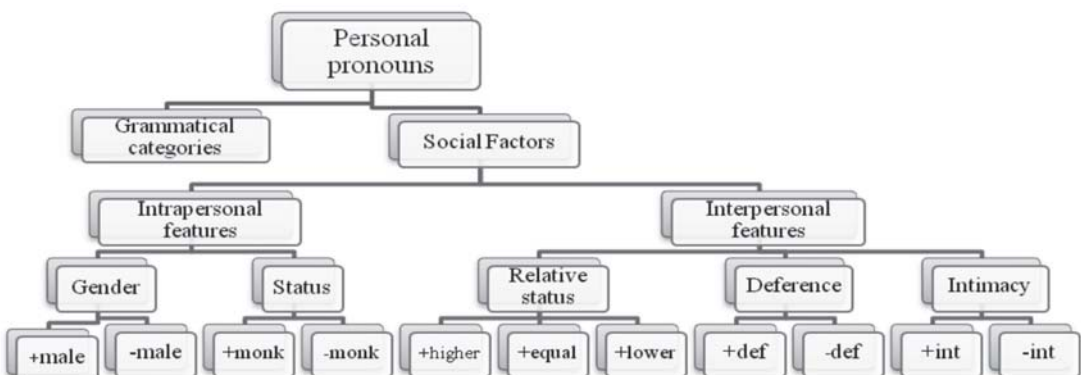 Personal
pronouns
Grammatical
categories
Social Factors
Intrapersonal
features
Interpersonal
features
Gender
Status
Relative
status
Deference
Intimacy
+male
-male
+monk
-monk
+higher
+equal
+lower
+def
-def
+int
-int